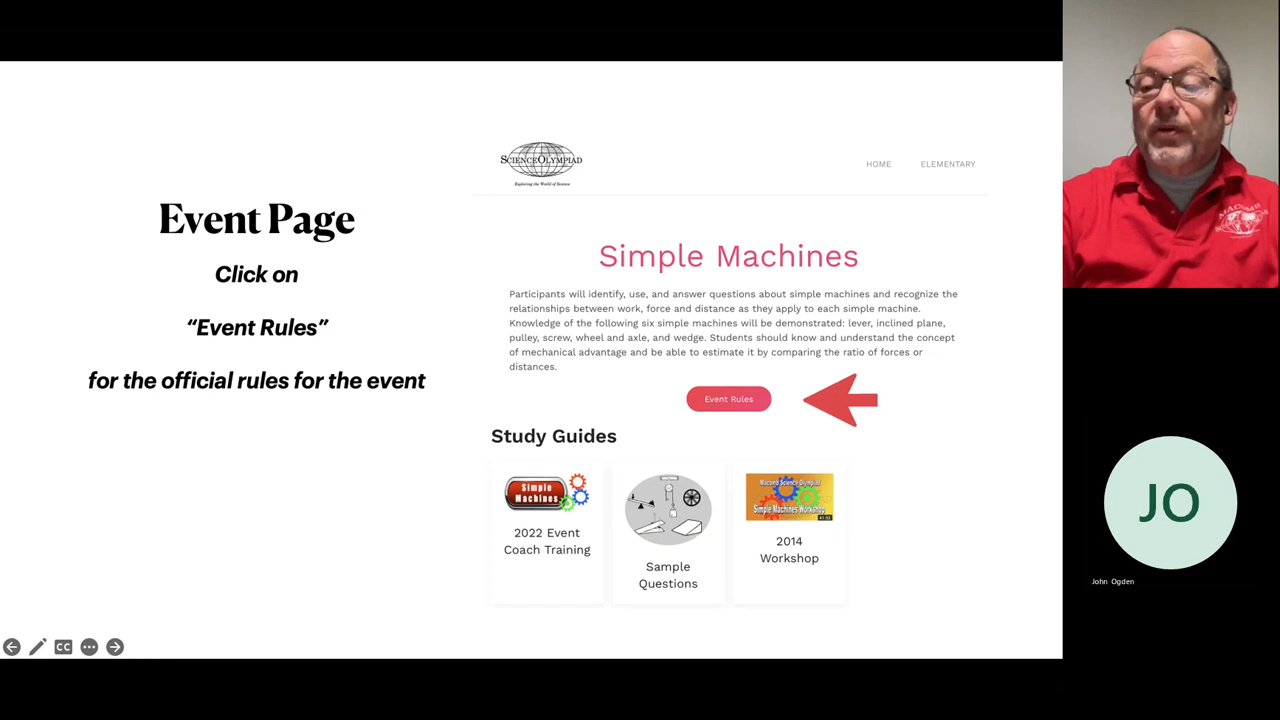 Event Page
Click on
“Event Rules”
for the official rules for the event
SCIENCEOLYMPIAD
Exploring the World of Science
HOME
ELEMENTARY
Simple Machines
Participants will identify, use, and answer questions about simple machines and recognize the
relationships between work, force and distance as they apply to each simple machine.
Knowledge of the following six simple machines will be demonstrated: lever, inclined plane,
pulley, screw, wheel and axle, and wedge. Students should know and understand the concept
of mechanical advantage and be able to estimate it by comparing the ratio of forces or
distances.
Event Rules
Study Guides
Simple
Machines
2022 Event
Coach Training
Sample
Questions
Macomb Science Olympiad
Simple Machines Workshop
41:50
2014
Workshop
CC
MACOMB
JO
John Ogden